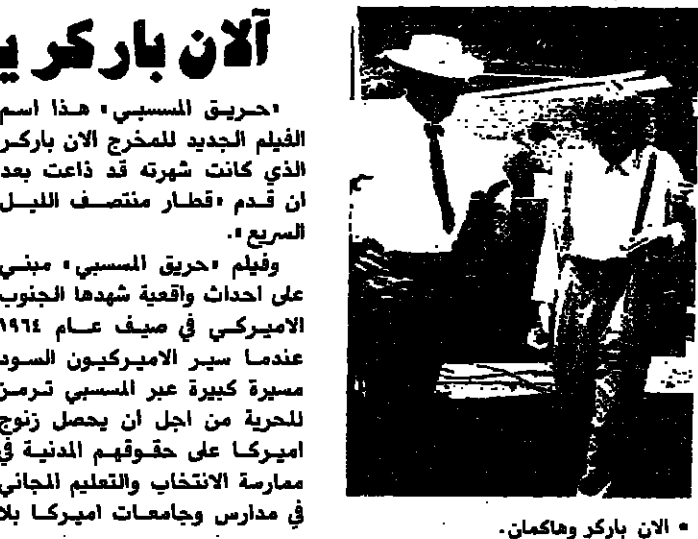 آلان باركر ي
«حريق المسسبي» هذا اسم
الفيلم الجديد للمخرج الان باركر
الذي كانت شهرته قد ذاعت بعد
ان قدم «قطار منتصف الليل
السريع».
وفيلم «حريق المسسبي» مبني
على احداث واقعية شهدها الجنوب
الاميركي في صيف عام ١٩٦٤
عندما سير الاميركيون السود
مسيرة كبيرة عبر المسسبي ترمز
للحرية من اجل ان يحصل زنوج
اميركا على حقوقهم المدنية في
ممارسة الانتخاب والتعليم المجاني
في مدارس وجامعات اميركا بلا
• الان باركر وهاكمان.